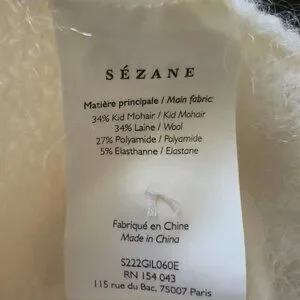 SÉZANE
Matière principale / Main fabric:
34% Kid Mohair / Kid Mohair
34% Laine / Wool
27% Polyamide / Polyamide
5% Elasthanne / Elastane
Fabriqué en Chine
Made in China
S222GIL060E
RN 154 043
115 rue du Bac, 75007 Paris